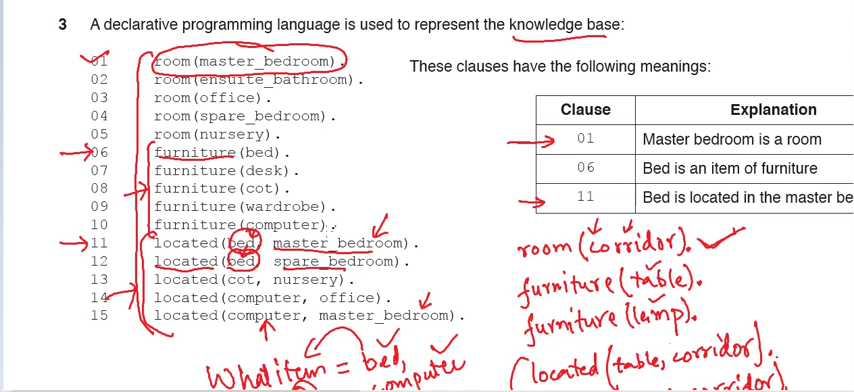 3 A declarative programming language is used to represent the knowledge base:
01 room(master_bedroom).
02 room(ensuite_bathroom).
03 room(office).
04 room(spare_bedroom).
05 room(nursery).
06 furniture(bed).
07 furniture(desk).
08 furniture(cot).
09 furniture(wardrobe).
10 furniture(computer).
11 located(bed, master_bedroom).
12 located(bed, spare_bedroom).
13 located(cot, nursery).
14 located(computer, office).
15 located(computer, master_bedroom).
These clauses have the following meanings:
Clause Explanation
01 Master bedroom is a room
06 Bed is an item of furniture
11 Bed is located in the master be
room (corridor).
furniture (table).
furniture (lamp).
located (table, corridor).
What item = bed,
computer